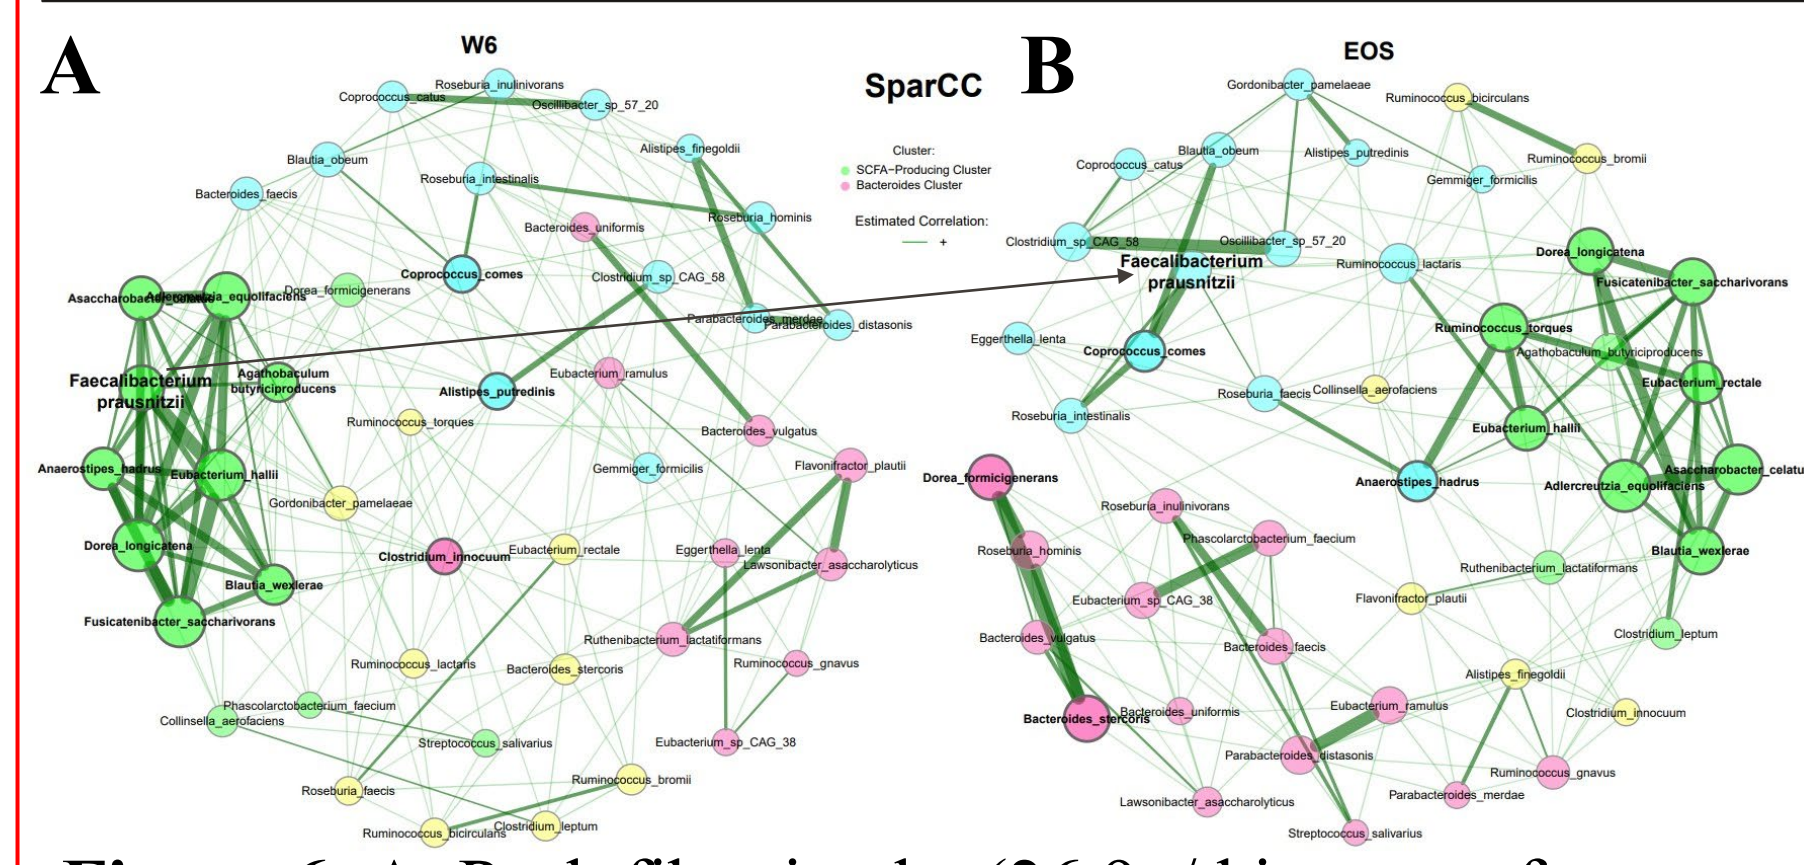 A
W6
Roseburia_inulinivorans
Coprococcus_catus
Oscillibacter_sp_57_20
Blautia_obeum
Alistipes_finegoldii
Roseburia_intestinalis
Bacteroides_faecis
Roseburia_hominis
Bacteroides_uniformis
Coprococcus_comes
Clostridium_sp_CAG_58
Dorea_formicigenerans
Asaccharobacter_celatus
Adlercreutzia_equolifaciens
Parabacteroides_merdae
Parabacteroides_distasonis
Faecalibacterium
prausnitzii
Agathobaculum
butyriciproducens
Eubacterium_ramulus
Alistipes_putredinis
Ruminococcus_torques
Bacteroides_vulgatus
Anaerostipes_hadrus
Eubacterium_hallii
Gemmiger_formicilis
Flavonifractor_plautii
Gordonibacter_pamelaeae
Dorea_longicatena
Clostridium_innocuum
Eubacterium_rectale
Eggerthella_lenta
Lawsonibacter_asaccharolyticus
Blautia_wexlerae
Fusicatenibacter_saccharivorans
Ruthenibacterium_lactatiformans
Ruminococcus_lactaris
Bacteroides_stercoris
Ruminococcus_gnavus
Phascolarctobacterium_faecium
Collinsella_aerofaciens
Streptococcus_salivarius
Eubacterium_sp_CAG_38
Roseburia_faecis
Ruminococcus_bromii
Ruminococcus_bicirculans
Clostridium_leptum
SparCC
Cluster:
SCFA−Producing Cluster
Bacteroides Cluster
Estimated Correlation:
+
B
EOS
Gordonibacter_pamelaeae
Ruminococcus_bicirculans
Blautia_obeum
Alistipes_putredinis
Ruminococcus_bromii
Coprococcus_catus
Gemmiger_formicilis
Clostridium_sp_CAG_58
Oscillibacter_sp_57_20
Dorea_longicatena
Faecalibacterium
prausnitzii
Ruminococcus_lactaris
Fusicatenibacter_saccharivorans
Ruminococcus_torques
Eggerthella_lenta
Coprococcus_comes
Agathobaculum_butyriciproducens
Eubacterium_rectale
Roseburia_faecis
Collinsella_aerofaciens
Roseburia_intestinalis
Eubacterium_hallii
Asaccharobacter_celatu
Dorea_formicigenerans
Anaerostipes_hadrus
Adlercreutzia_equolifaciens
Roseburia_inulinivorans
Roseburia_hominis
Phascolarctobacterium_faecium
Blautia_wexlerae
Ruthenibacterium_lactatiformans
Eubacterium_sp_CAG_38
Flavonifractor_plautii
Bacteroides_vulgatus
Bacteroides_faecis
Clostridium_leptum
Alistipes_finegoldii
Bacteroides_stercoris
Bacteroides_uniformis
Eubacterium_ramulus
Clostridium_innocuum
Parabacteroides_distasonis
Ruminococcus_gnavus
Lawsonibacter_asaccharolyticus
Parabacteroides_merdae
Streptococcus_salivarius